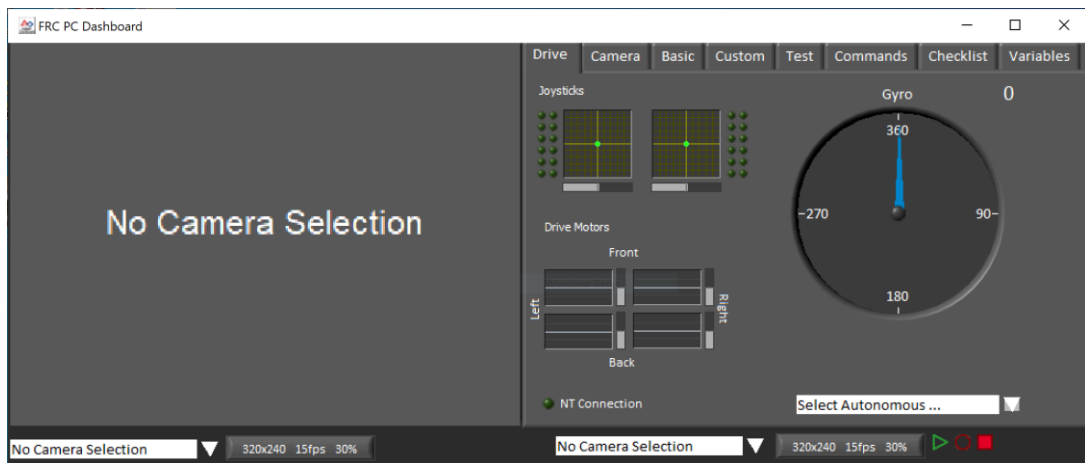 FRC PC Dashboard
No Camera Selection
Drive Camera Basic Custom Test Commands Checklist Variables
Joysticks
Gyro 0
360
270 90
180
Drive Motors
Front
Left
Right
Back
NT Connection
Select Autonomous ...
No Camera Selection 320x240 15fps 30%
No Camera Selection 320x240 15fps 30%